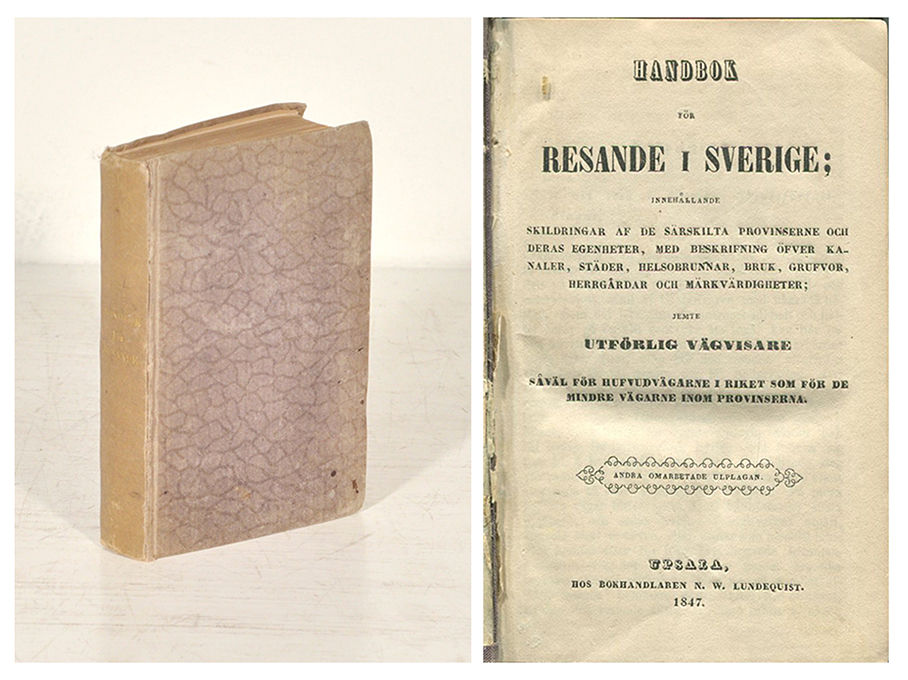 HANDBOK
FÖR
RESANDE I SVERIGE;
INNEHÅLLANDE
SKILDRINGAR AF DE SÄRSKILTA PROVINSERNE OCH
DERAS EGENHETER, MED BESKRIFNING ÖFVER KA-
NALER, STÄDER, HELSOBRUNNAR, BRUK, GRUFVOR,
HERRGÅRDAR OCH MÄRKVÄRDIGHETER;
JEMTE
UTFÖRLIG VÄGVISARE
SÅVÄL FÖR HUFVUDVÄGARNE I RIKET SOM FÖR DE
MINDRE VÄGARNE INOM PROVINSERNA.
ANDRA OMARBETADE ULPLAGAN.
UPSALA,
HOS BOKHANDLAREN N. W. LUNDEQUIST.
1847.